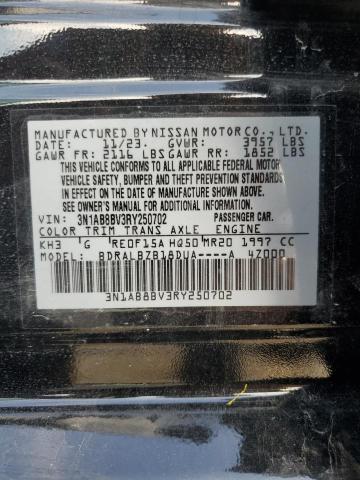 MANUFACTURED BY NISSAN MOTOR CO., LTD.
DATE: 11/23. GVWR: 3957 LBS
GAWR FR: 2116 LBS GAWR RR: 1852 LBS
THIS VEHICLE CONFORMS TO ALL APPLICABLE FEDERAL MOTOR
VEHICLE SAFETY, BUMPER AND THEFT PREVENTION STANDARDS
IN EFFECT ON THE DATE OF MANUFACTURE SHOWN ABOVE.
SEE OWNER'S MANUAL FOR ADDITIONAL INFORMATION.
VIN: 3N1AB8BV3RY250702 PASSENGER CAR.
COLOR TRIM TRANS AXLE ENGINE
KH3 G RE0F15A HQ50 MR20 1997 CC
MODEL: BDRALBZB18DUA----A 4Z000
3N1AB8BV3RY250702